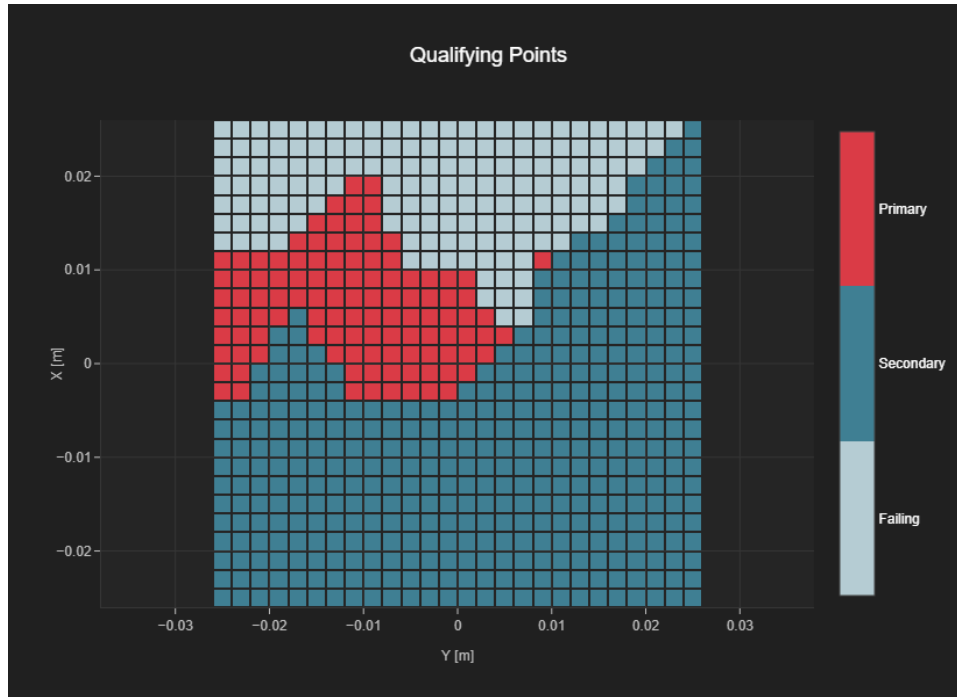 Qualifying Points
0.02
0.01
0
−0.01
−0.02
X [m]
−0.03
−0.02
−0.01
0
0.01
0.02
0.03
Y [m]
Primary
Secondary
Failing